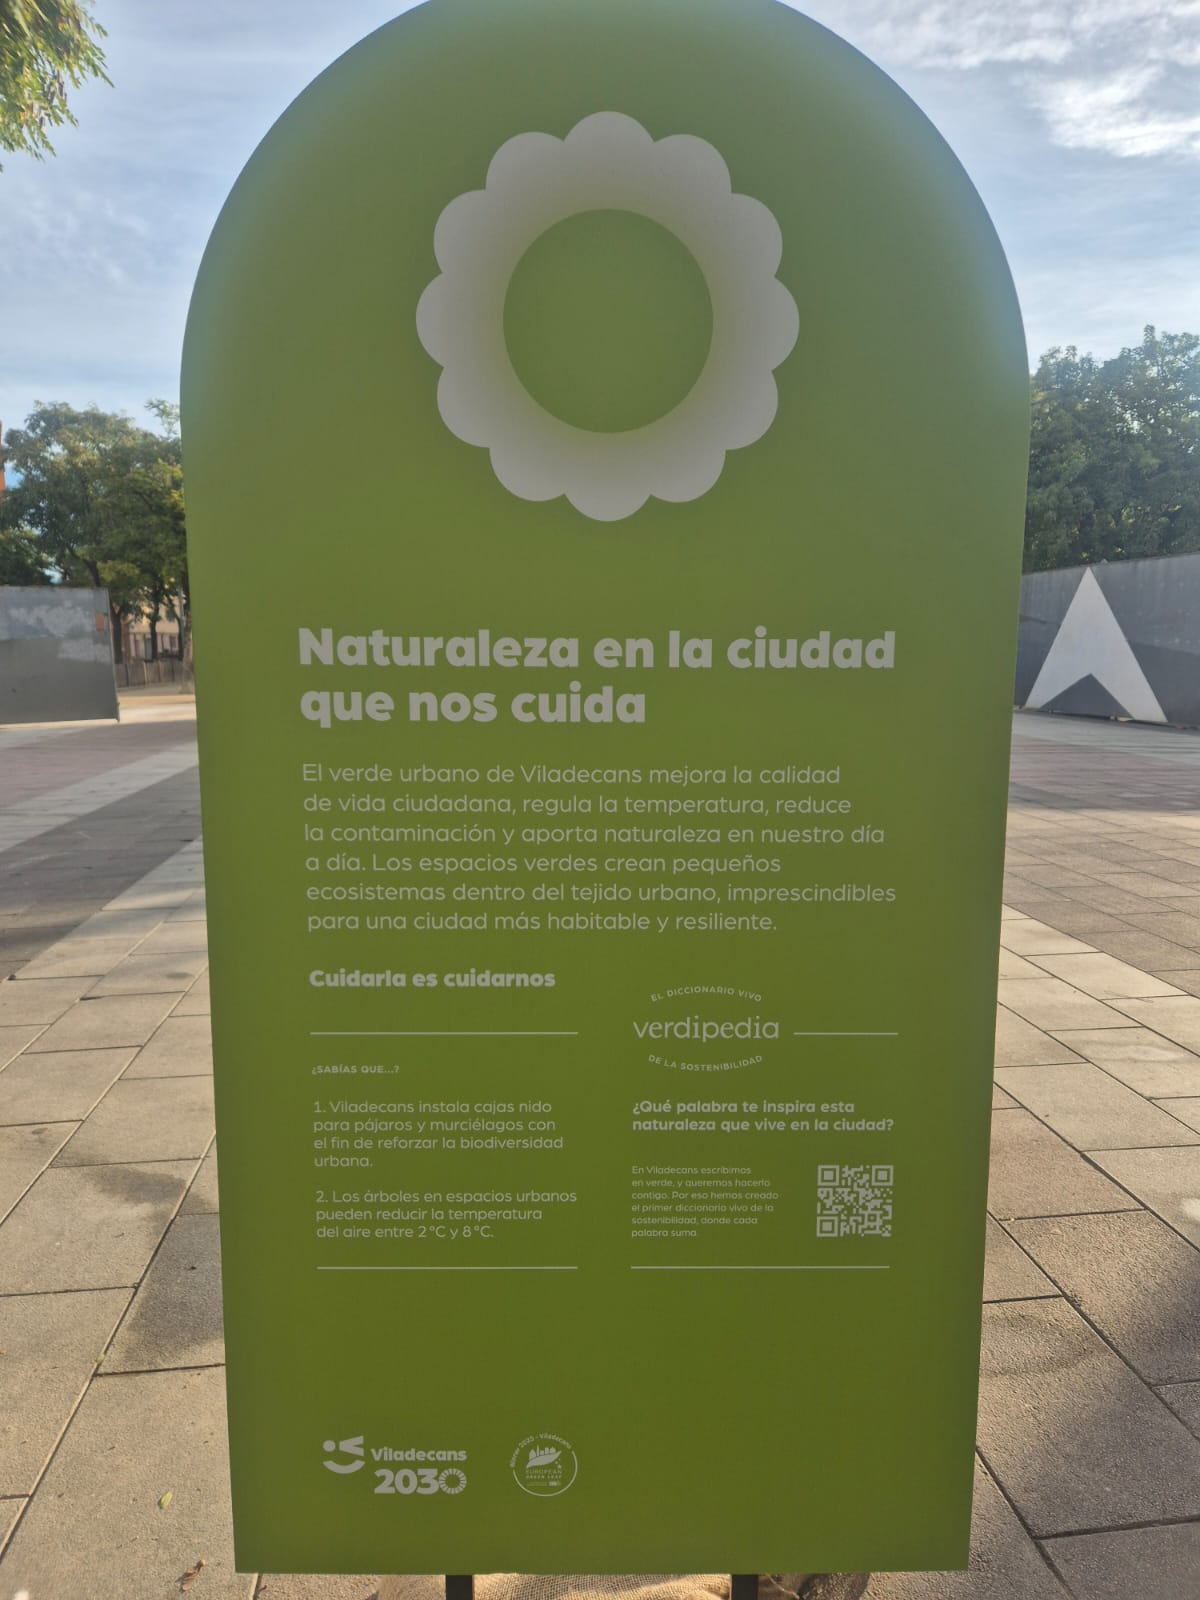 Naturaleza en la ciudad
que nos cuida
El verde urbano de Viladecans mejora la calidad
de vida ciudadana, regula la temperatura, reduce
la contaminación y aporta naturaleza en nuestro día
a día. Los espacios verdes crean pequeños
ecosistemas dentro del tejido urbano, imprescindibles
para una ciudad más habitable y resiliente.
Cuidarla es cuidarnos
¿SABÍAS QUE...?
1. Viladecans instala cajas nido
para pájaros y murciélagos con
el fin de reforzar la biodiversidad
urbana.
2. Los árboles en espacios urbanos
pueden reducir la temperatura
del aire entre 2 °C y 8 °C.
EL DICCIONARIO VIVO
verdipedia
DE LA SOSTENIBILIDAD
¿Qué palabra te inspira esta
naturaleza que vive en la ciudad?
En Viladecans escribimos
en verde, y queremos hacerlo
contigo. Por eso hemos creado
el primer diccionario vivo de la
sostenibilidad, donde cada
palabra suma.
Viladecans
2030
Winner 2025 - Viladecans
EUROPEAN
GREEN LEAF